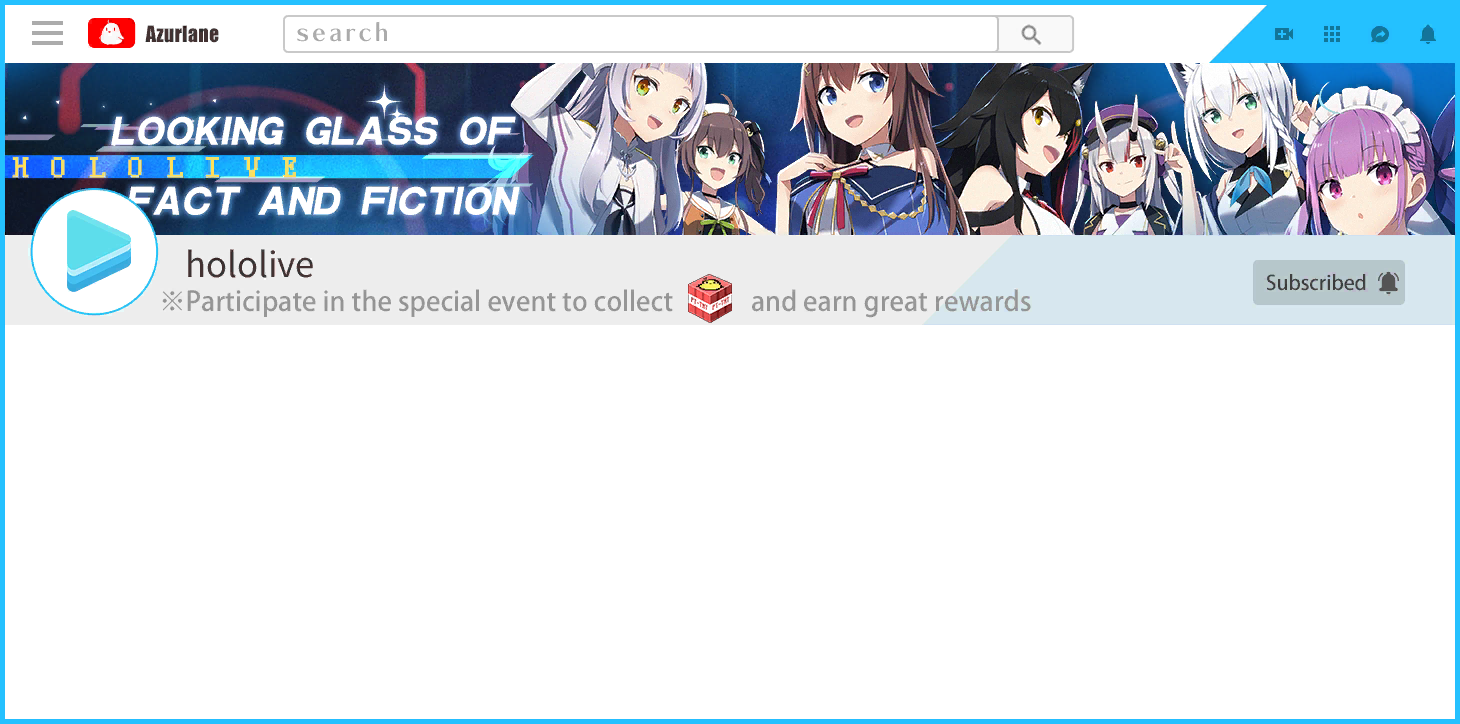 Azurlane
search
LOOKING GLASS OF
HOLOLIVE
FACT AND FICTION
hololive
※Participate in the special event to collect and earn great rewards
Subscribed